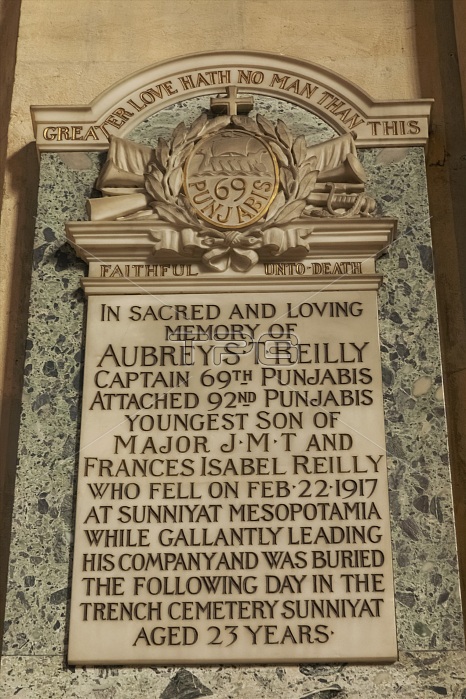 GREATER LOVE HATH NO MAN THAN THIS
69
PUNJABIS
FAITHFUL UNTO·DEATH
IN SACRED AND LOVING
MEMORY OF
AUBREY S T REILLY
CAPTAIN 69TH PUNJABIS
ATTACHED 92ND PUNJABIS
YOUNGEST SON OF
MAJOR J·M·T AND
FRANCES ISABEL REILLY
WHO FELL ON FEB·22·1917
AT SUNNIYAT MESOPOTAMIA
WHILE GALLANTLY LEADING
HIS COMPANY AND WAS BURIED
THE FOLLOWING DAY IN THE
TRENCH CEMETERY SUNNIYAT
AGED 23 YEARS·